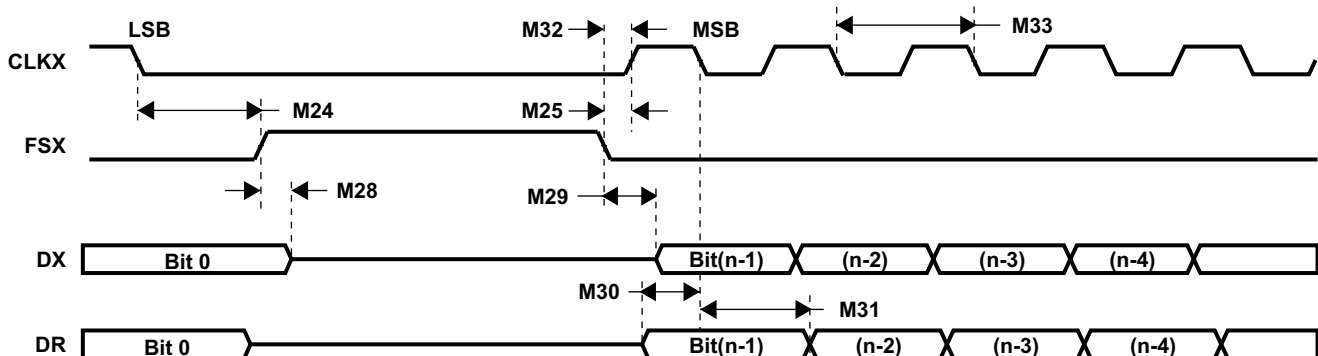 LSB M32 MSB M33
CLKX
M24 M25
FSX
M28 M29
DX Bit 0 Bit(n-1) (n-2) (n-3) (n-4)
M30 M31
DR Bit 0 Bit(n-1) (n-2) (n-3) (n-4)